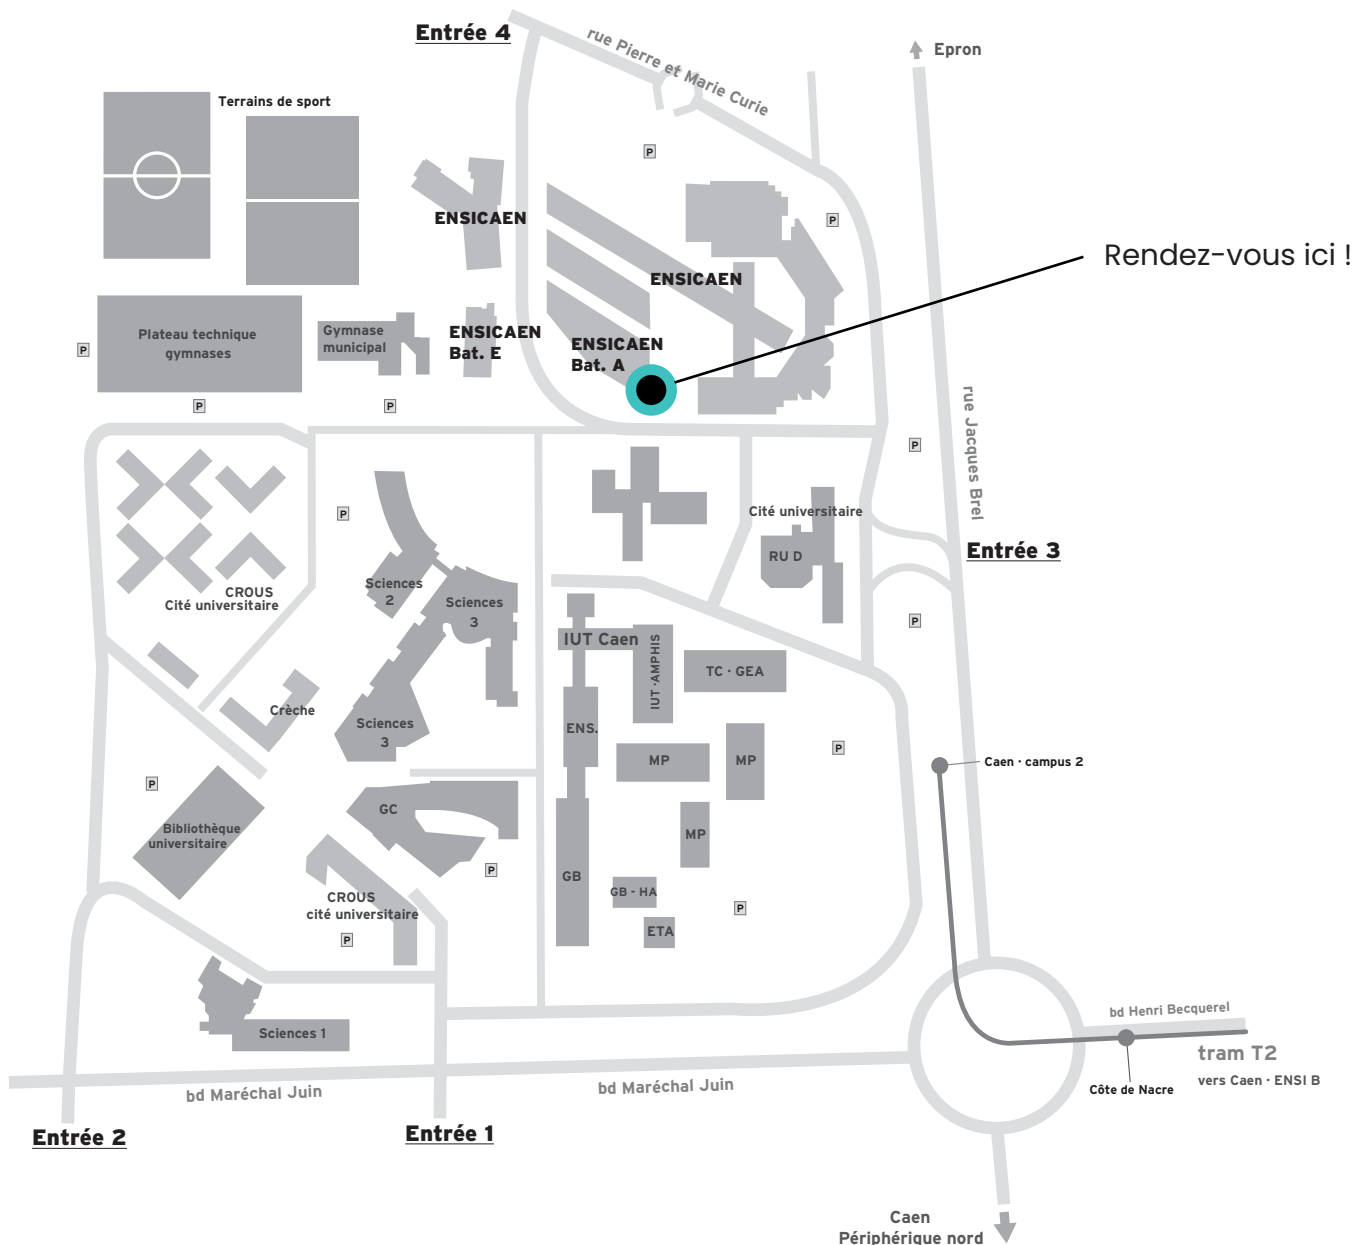 Entrée 4
rue Pierre et Marie Curie
Epron
Terrains de sport
P
P
ENSICAEN
Rendez-vous ici !
ENSICAEN
Plateau technique
gymnases
Gymnase
municipal
ENSICAEN
Bat. E
ENSICAEN
Bat. A
P
P
P
rue Jacques Brel
P
P
Cité universitaire
RU D
Entrée 3
Sciences
2
Sciences
3
CROUS
Cité universitaire
P
IUT Caen
IUT · AMPHIS
TC · GEA
Crèche
Sciences
3
ENS.
MP
MP
P
Caen · campus 2
P
GC
Bibliothèque
universitaire
MP
P
GB
GB - HA
P
CROUS
cité universitaire
P
ETA
Sciences 1
bd Henri Becquerel
tram T2
vers Caen · ENSI B
Côte de Nacre
bd Maréchal Juin
bd Maréchal Juin
Entrée 2
Entrée 1
Caen
Périphérique nord